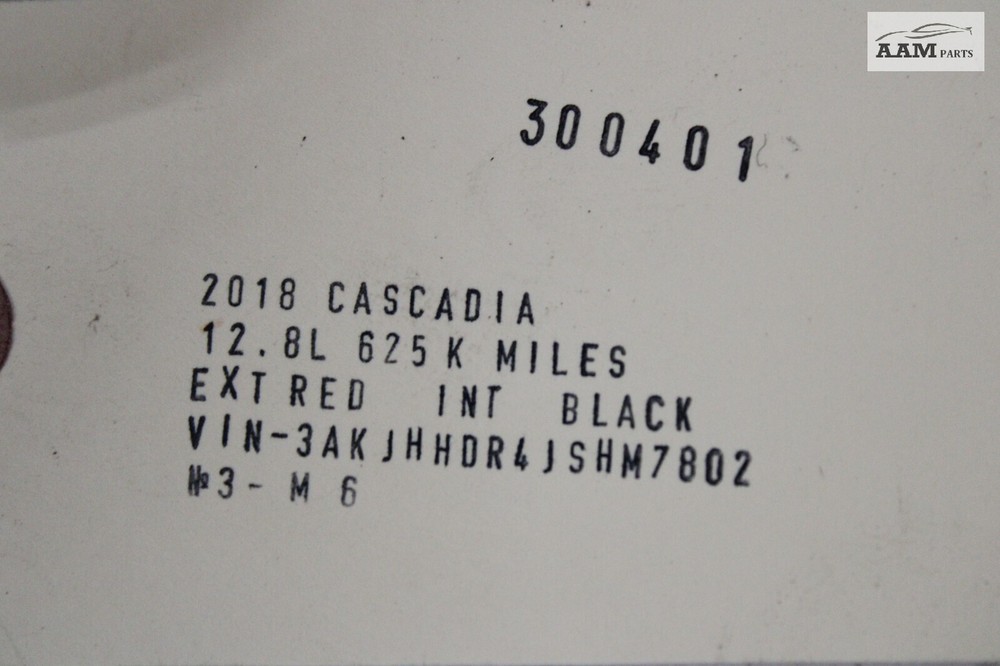 AAM PARTS
300401
2018 CASCADIA
12.8L 625K MILES
EXT RED INT BLACK
VIN-3AKJHHDR4JSHM7802
№3- M 6